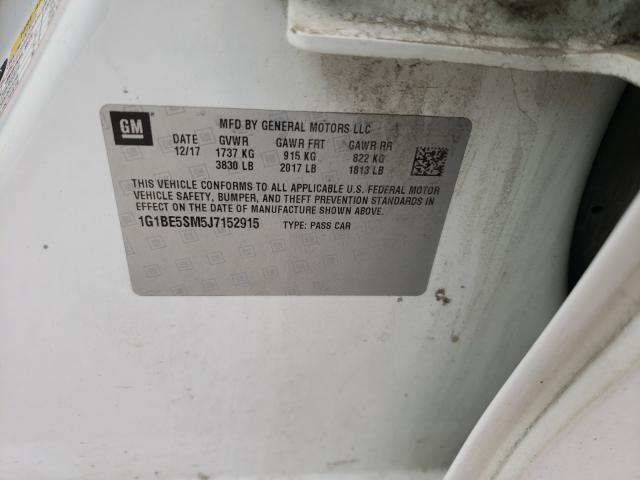 GM
MFD BY GENERAL MOTORS LLC
DATE GVWR GAWR FRT GAWR RR
12/17 1737 KG 915 KG 822 KG
3830 LB 2017 LB 1813 LB
THIS VEHICLE CONFORMS TO ALL APPLICABLE U.S. FEDERAL MOTOR
VEHICLE SAFETY, BUMPER, AND THEFT PREVENTION STANDARDS IN
EFFECT ON THE DATE OF MANUFACTURE SHOWN ABOVE.
1G1BE5SM5J7152915 TYPE: PASS CAR